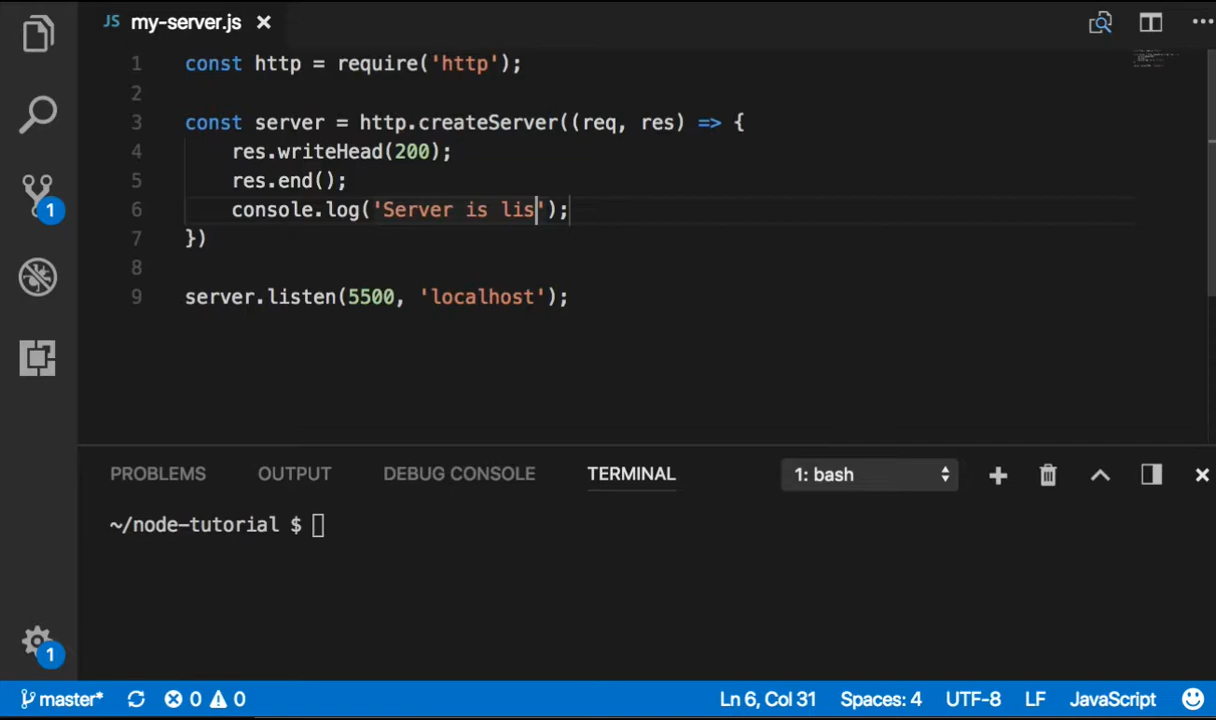 JS my-server.js
1 const http = require('http');
2
3 const server = http.createServer((req, res) => {
4 res.writeHead(200);
5 res.end();
6 console.log('Server is lis');
7 })
8
9 server.listen(5500, 'localhost');
1
PROBLEMS OUTPUT DEBUG CONSOLE TERMINAL 1: bash
~/node-tutorial $
1
master* 0 0 Ln 6, Col 31 Spaces: 4 UTF-8 LF JavaScript